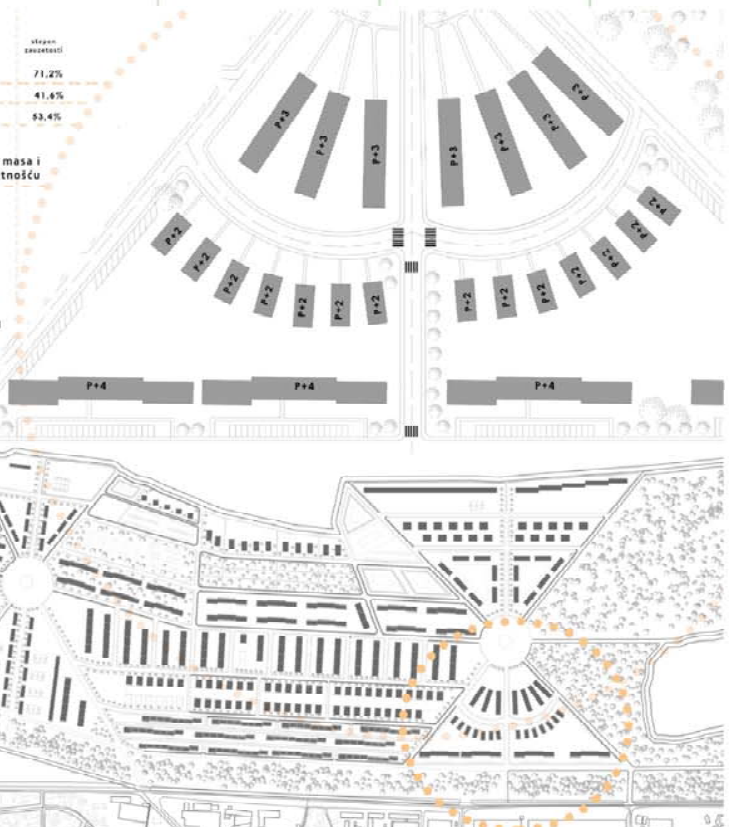 stepen
zauzetosti
71,2%
41,6%
53,4%
masa i
tnošću
P+3 P+3 P+3 P+3 P+3 P+3 P+3
P+2 P+2 P+2 P+2 P+2 P+2 P+2 P+2 P+2 P+2 P+2 P+2 P+2 P+2
P+4 P+4 P+4